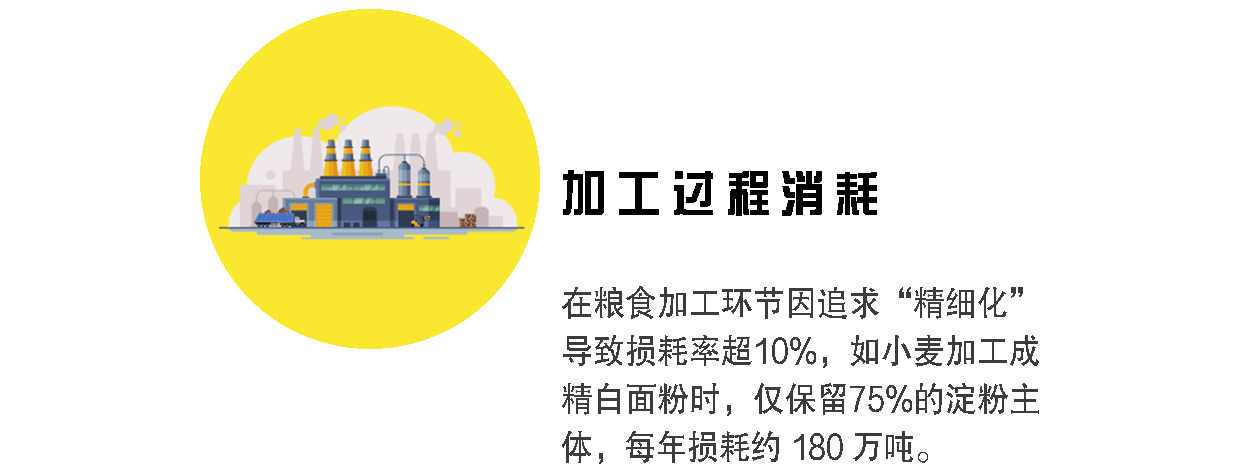 加工过程消耗
在粮食加工环节因追求“精细化”
导致损耗率超10%，如小麦加工成
精白面粉时，仅保留75%的淀粉主
体，每年损耗约 180 万吨。